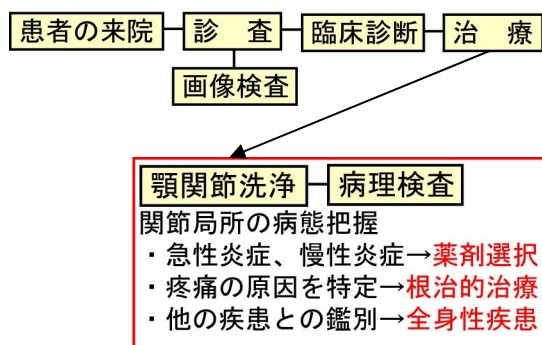 患者の来院
診 査
臨床診断
治 療
画像検査
顎関節洗浄
病理検査
関節局所の病態把握
・急性炎症、慢性炎症→薬剤選択
・疼痛の原因を特定→根治的治療
・他の疾患との鑑別→全身性疾患